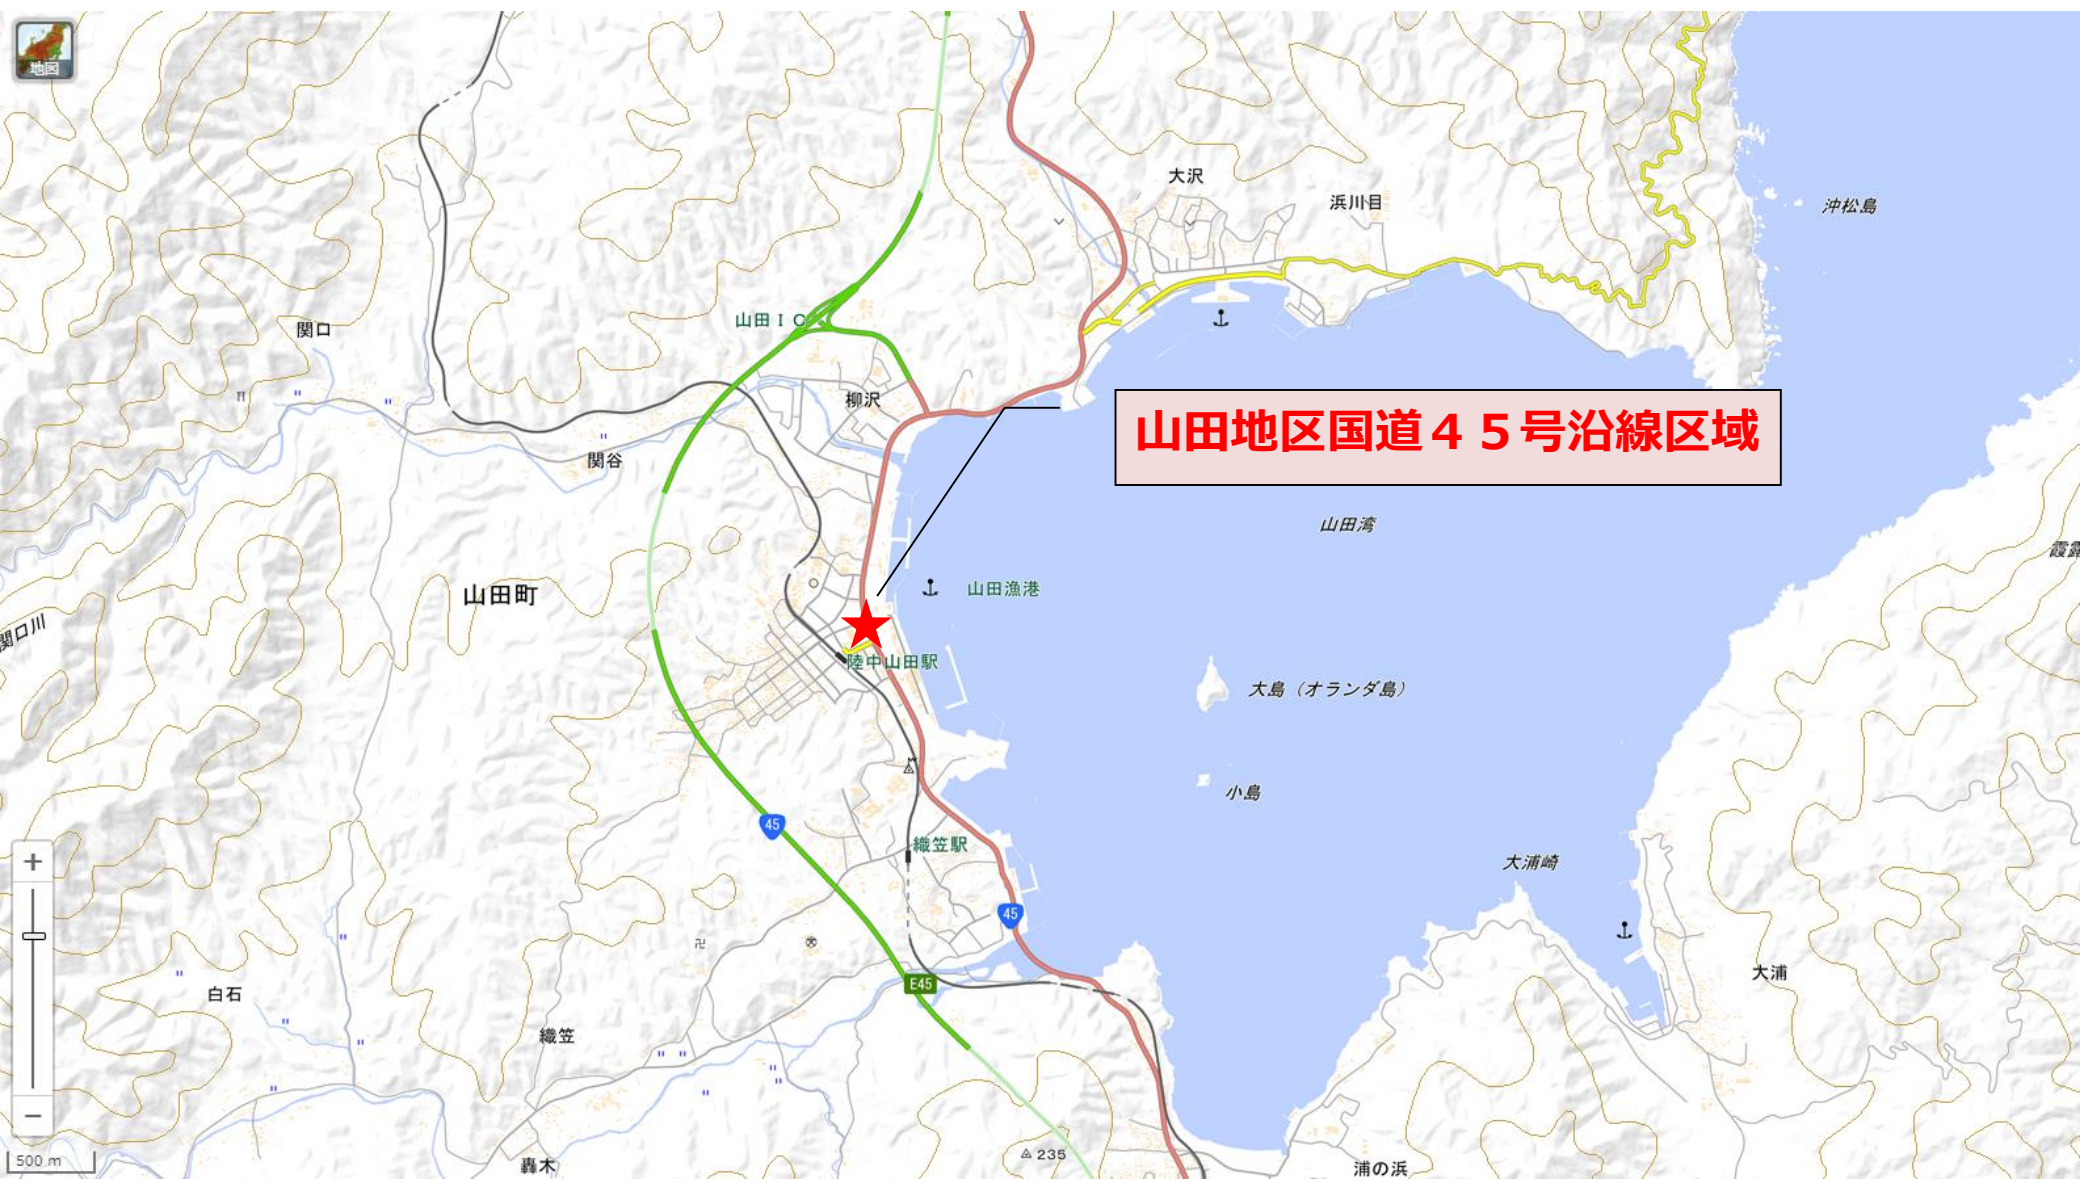 地図
大沢
浜川目
沖松島
山田ＩＣ
関口
柳沢
山田地区国道４５号沿線区域
関谷
山田湾
山田町
山田漁港
関口川
陸中山田駅
大島（オランダ島）
小島
45
織笠駅
大浦崎
45
大浦
E45
白石
織笠
500 m
轟木
235
浦の浜